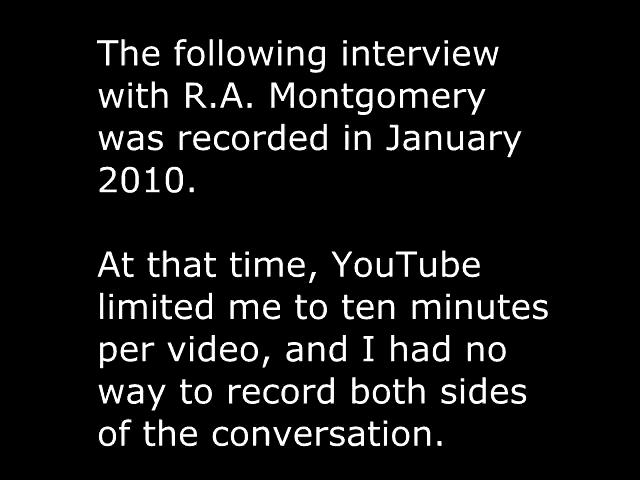 The following interview
with R.A. Montgomery
was recorded in January
2010.
At that time, YouTube
limited me to ten minutes
per video, and I had no
way to record both sides
of the conversation.